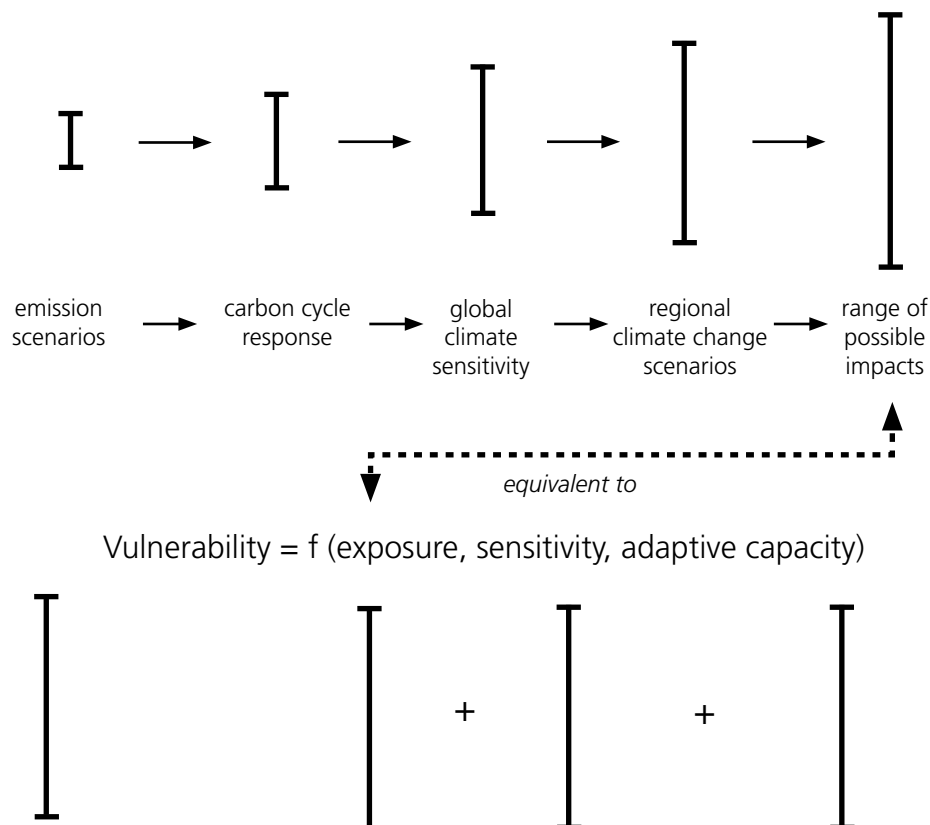 emission
scenarios
carbon cycle
response
global
climate
sensitivity
regional
climate change
scenarios
range of
possible
impacts
equivalent to
Vulnerability = f (exposure, sensitivity, adaptive capacity)
+ +